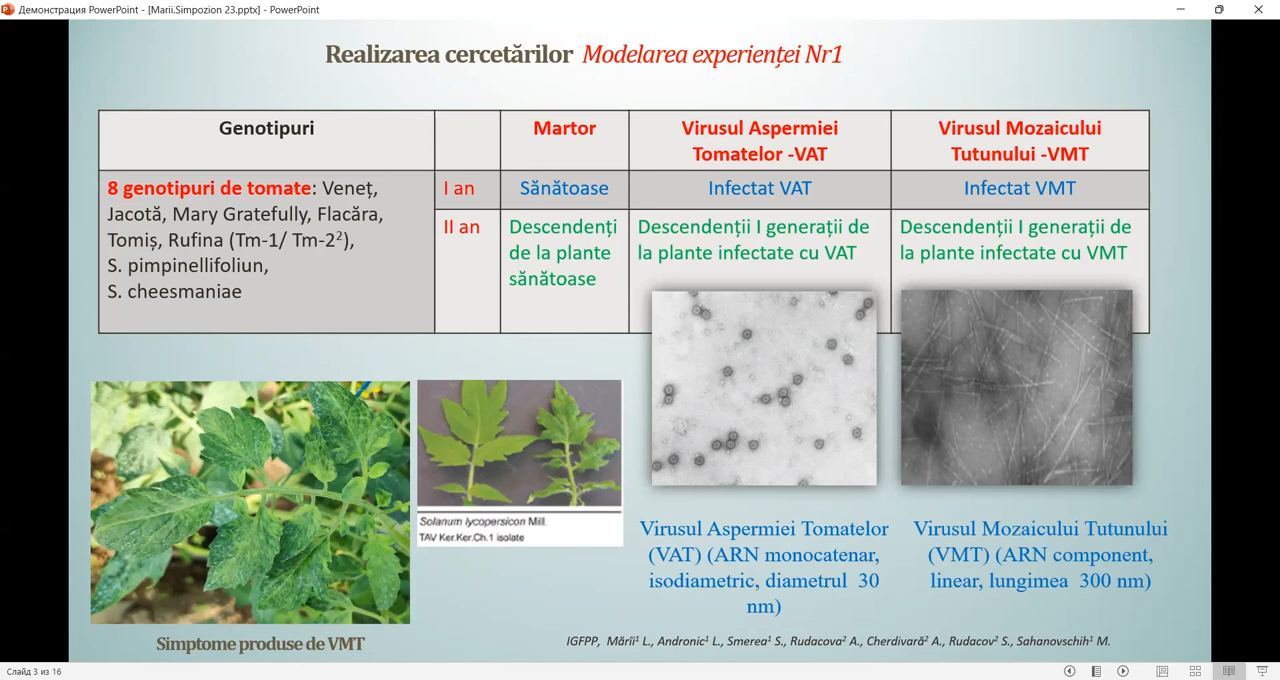 Демонстрация PowerPoint - [Marii.Simpozion 23.pptx] - PowerPoint
Realizarea cercetărilor Modelarea experienței Nr1
Genotipuri
Martor
Virusul Aspermiei
Tomatelor -VAT
Virusul Mozaicului
Tutunului -VMT
8 genotipuri de tomate: Veneț,
Jacotă, Mary Gratefully, Flacăra,
Tomiș, Rufina (Tm-1/ Tm-2²),
S. pimpinellifoliun,
S. cheesmaniae
I an
Sănătoase
Infectat VAT
Infectat VMT
II an
Descendenți
de la plante
sănătoase
Descendenții I generații de
la plante infectate cu VAT
Descendenții I generații de
la plante infectate cu VMT
Solanum lycopersicon Mill.
TAV Ker.Ker.Ch.1 isolate
Virusul Aspermiei Tomatelor
(VAT) (ARN monocatenar,
isodiametric, diametrul 30
nm)
Virusul Mozaicului Tutunului
(VMT) (ARN component,
linear, lungimea 300 nm)
Simptome produse de VMT
IGFPP, Mârîi¹ L., Andronic¹ L., Smerea¹ S., Rudacova² A., Cherdivară² A., Rudacov² S., Sahanovschih¹ M.
Слайд 3 из 16